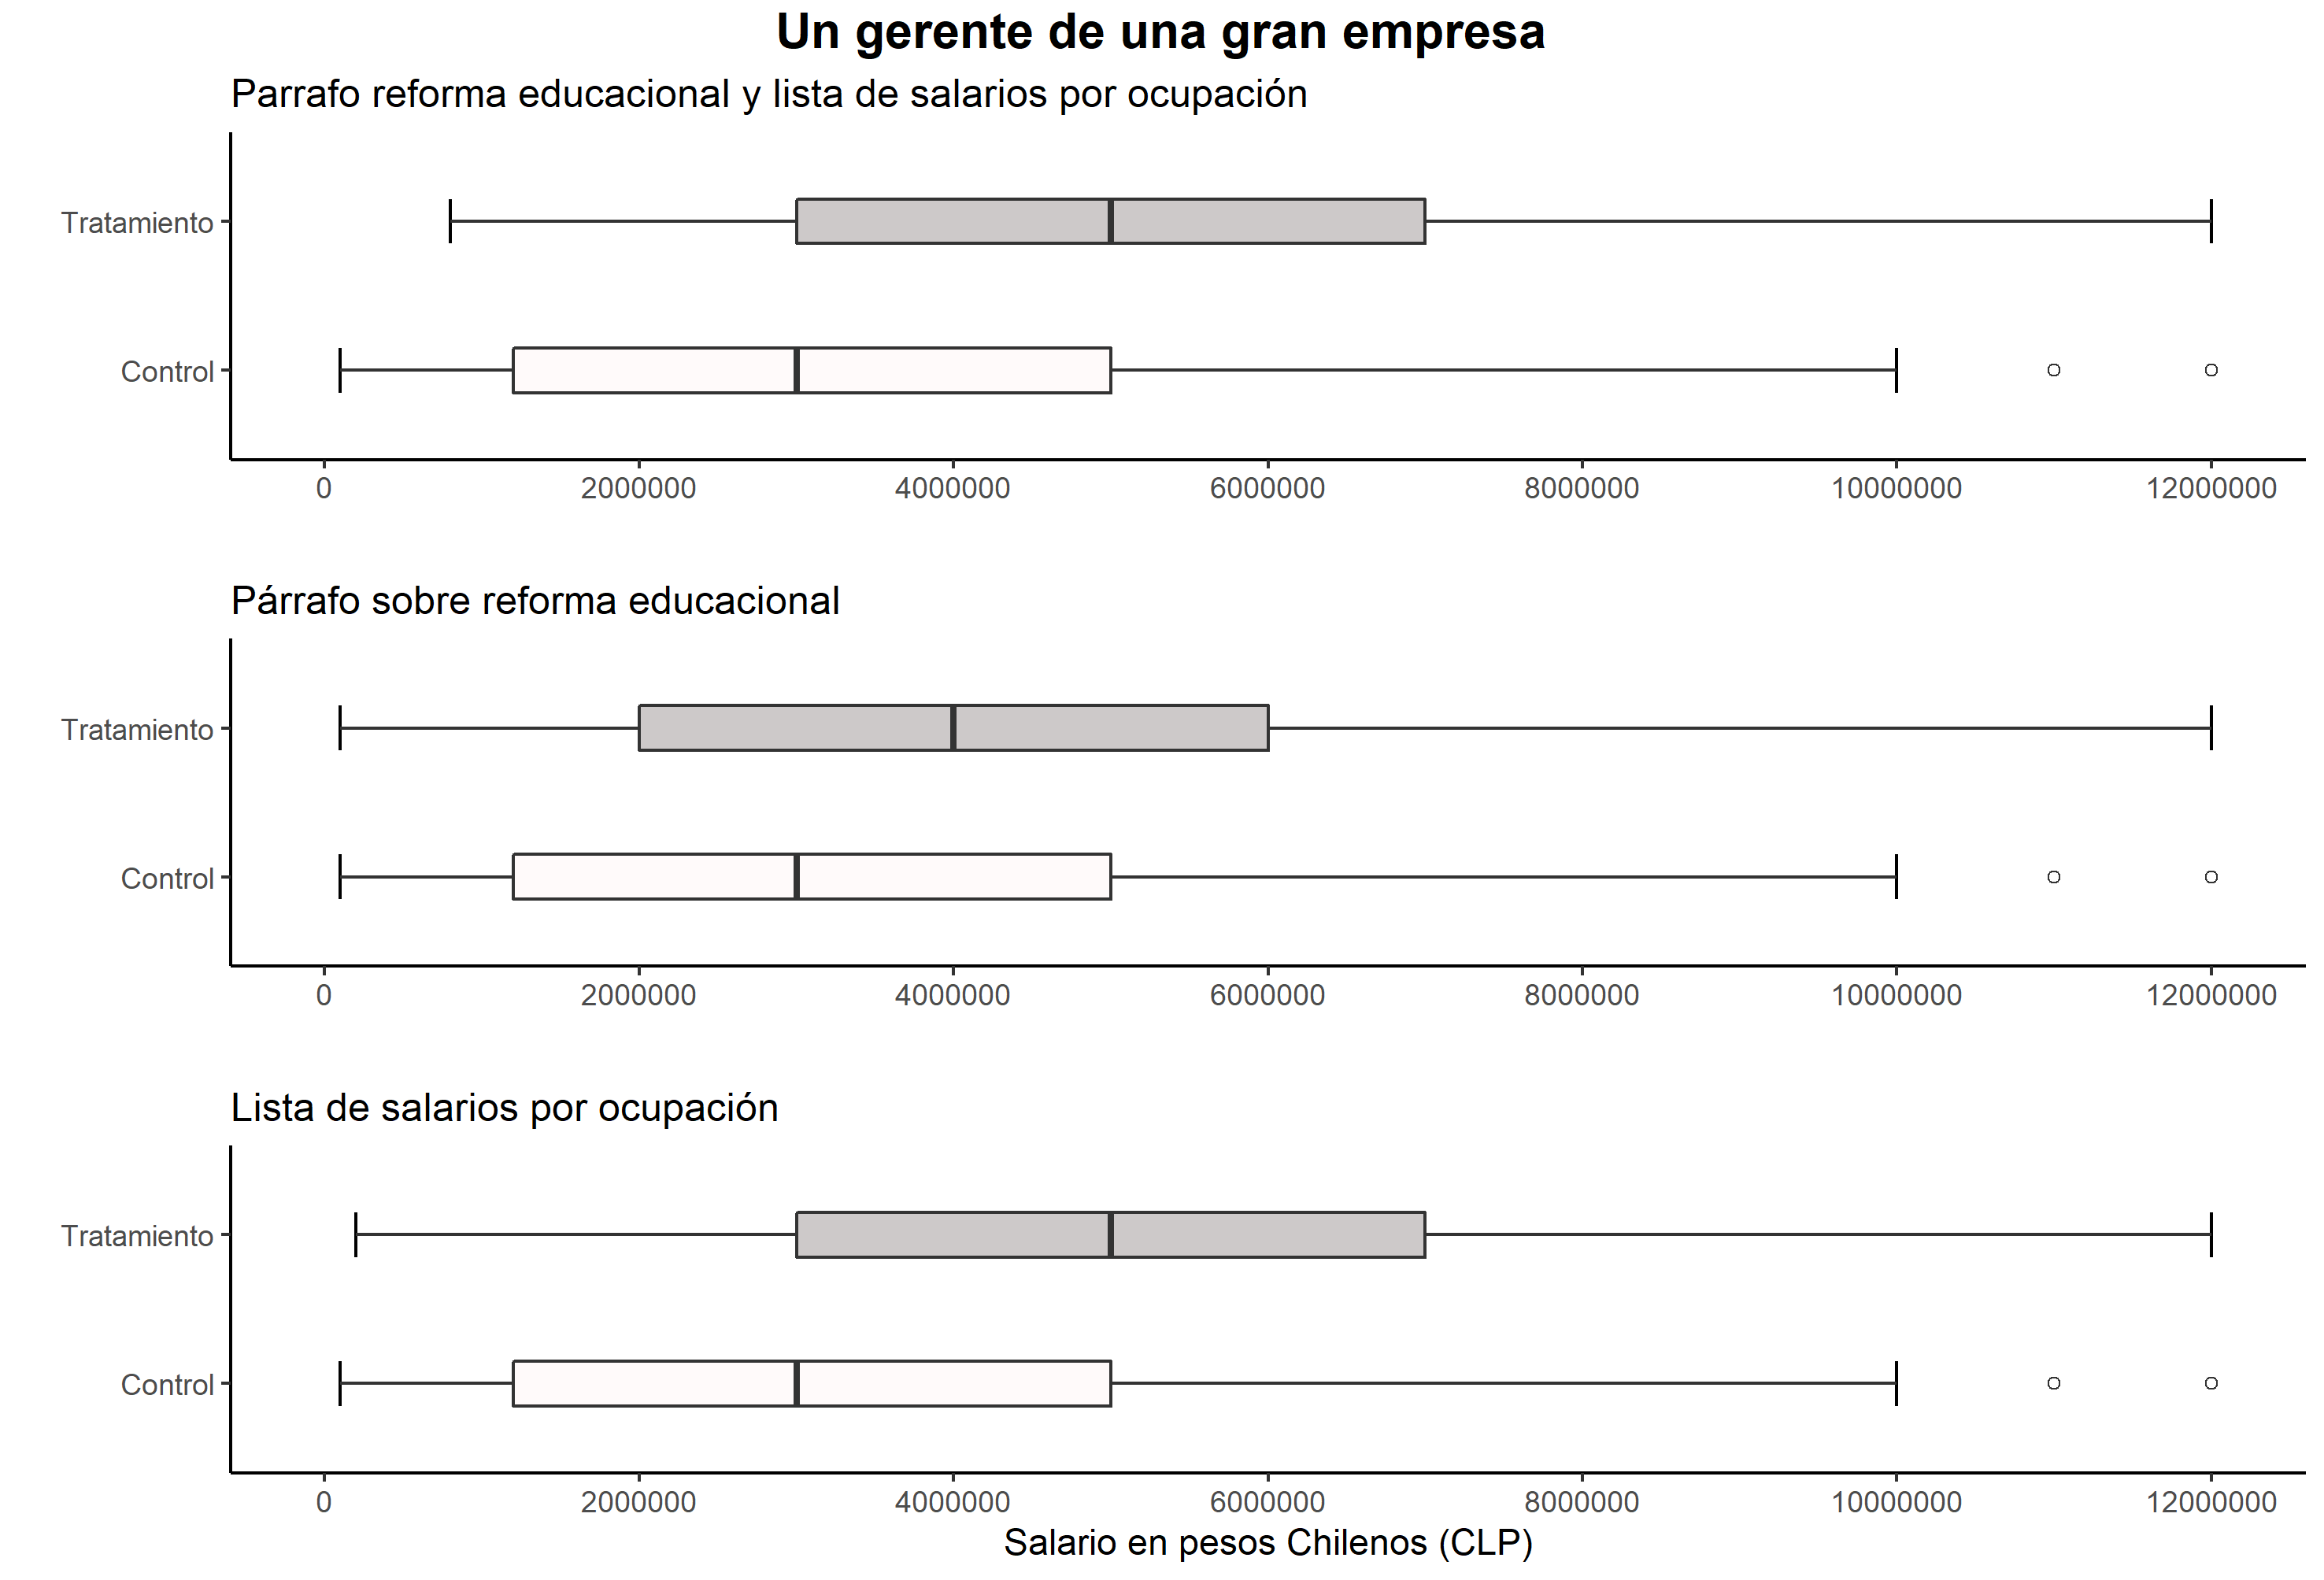 Un gerente de una gran empresa
Parrafo reforma educacional y lista de salarios por ocupación
Tratamiento
Control
0 2000000 4000000 6000000 8000000 10000000 12000000
Párrafo sobre reforma educacional
Tratamiento
Control
0 2000000 4000000 6000000 8000000 10000000 12000000
Lista de salarios por ocupación
Tratamiento
Control
0 2000000 4000000 6000000 8000000 10000000 12000000
Salario en pesos Chilenos (CLP)